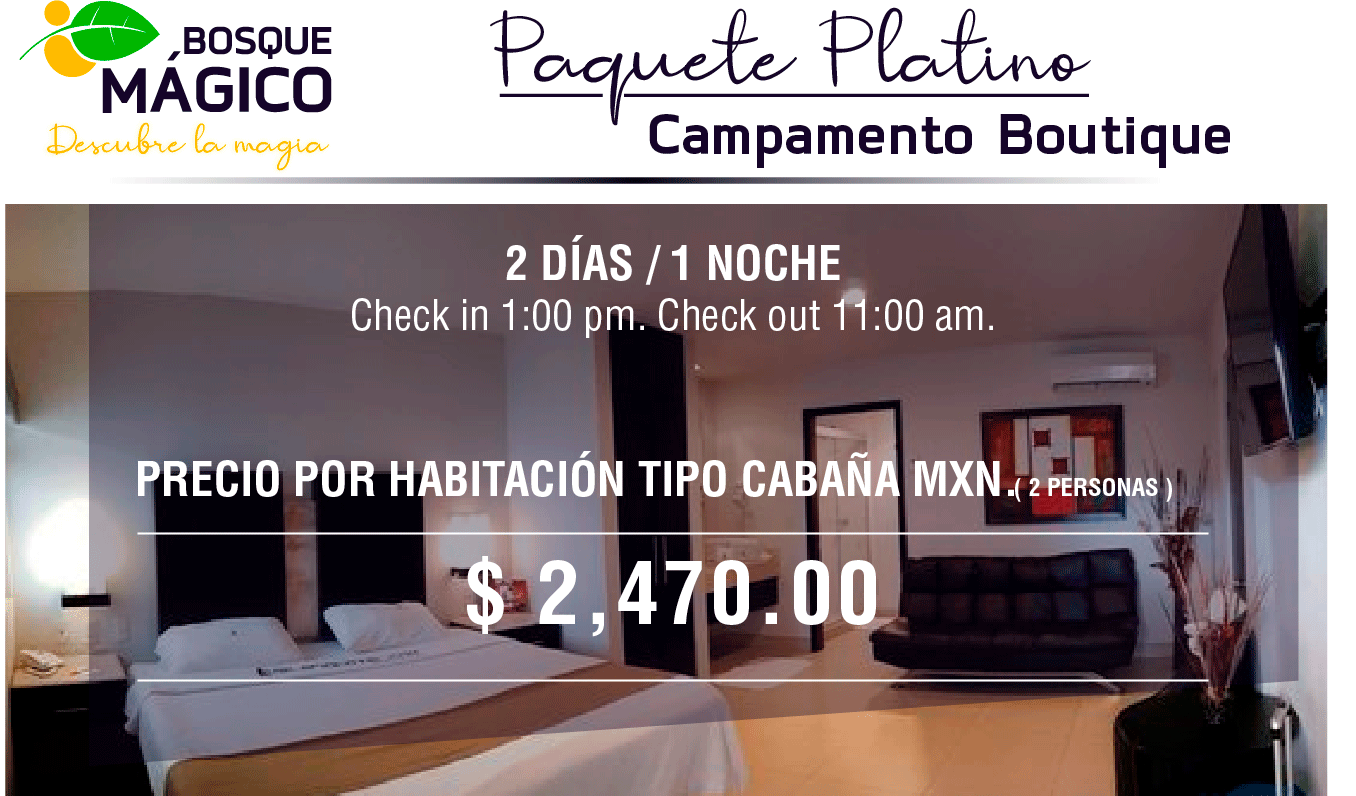 BOSQUE
MÁGICO
Descubre la magia
Paquete Platino
Campamento Boutique
2 DÍAS / 1 NOCHE
Check in 1:00 pm. Check out 11:00 am.
PRECIO POR HABITACIÓN TIPO CABAÑA MXN.( 2 PERSONAS )
$ 2,470.00